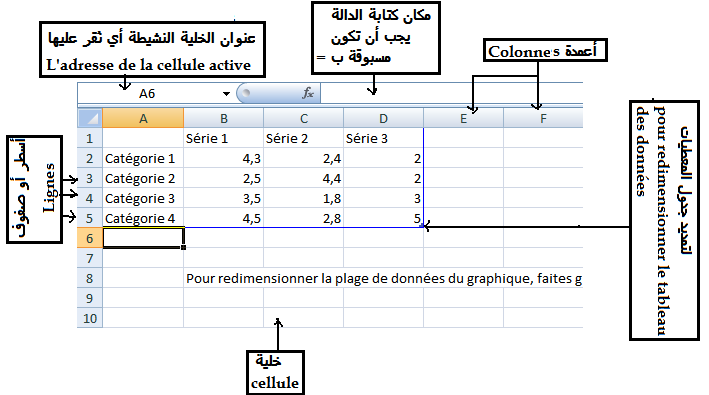 عنوان الخلية النشيطة أي نُقر عليها
L'adresse de la cellule active
مكان كتابة الدالة
يجب أن تكون
مسبوقة ب =
أعمدة Colonnes
A6
fx
A B C D E F
1 Série 1 Série 2 Série 3
2 Catégorie 1 4,3 2,4 2
3 Catégorie 2 2,5 4,4 2
4 Catégorie 3 3,5 1,8 3
5 Catégorie 4 4,5 2,8 5
6
7
8 Pour redimensionner la plage de données du graphique, faites g
9
10
أسطر أو صفوف
Lignes
لتمديد جدول المعطيات
pour redimensionner le tableau
des données
خلية
cellule